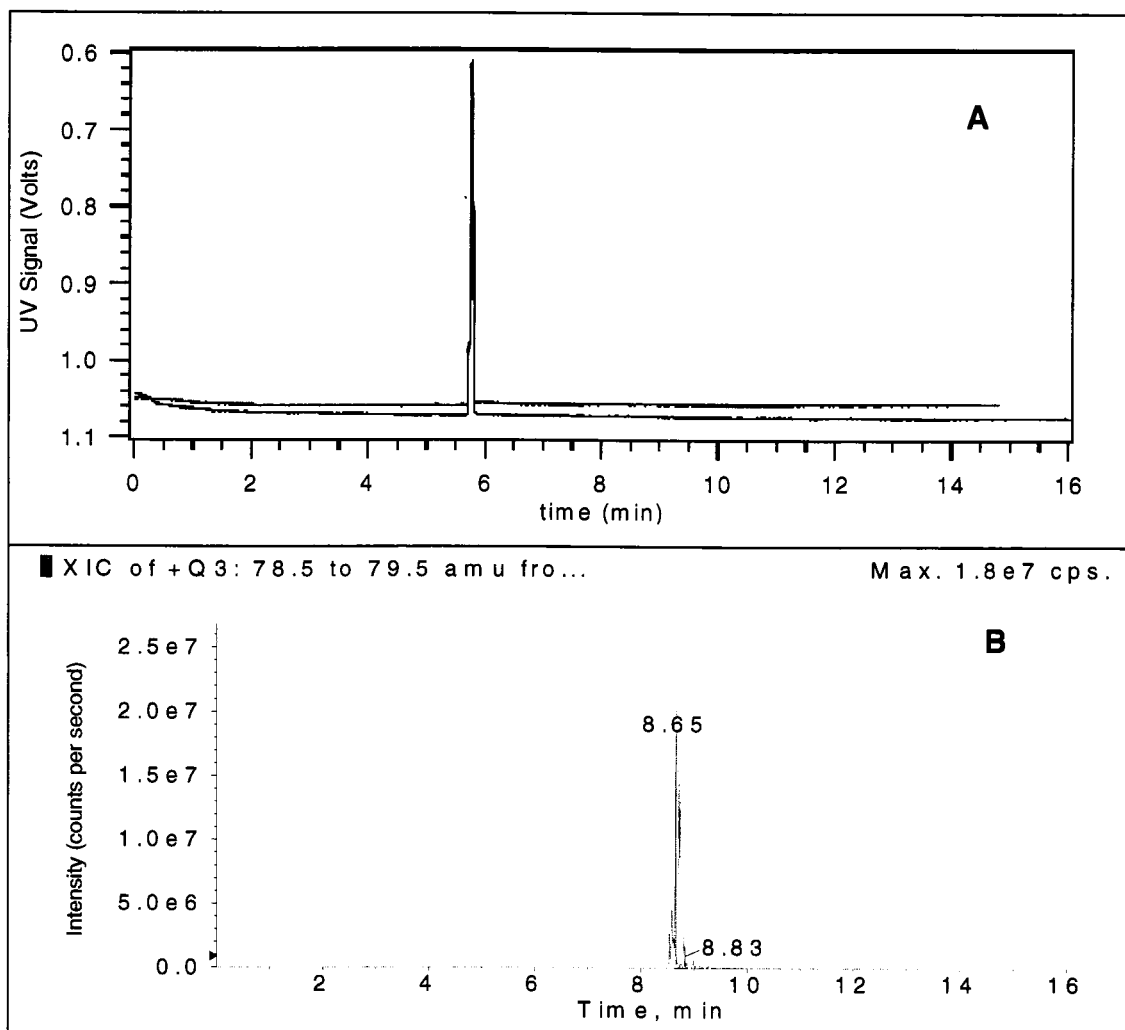 0.6
A
0.7
0.8
0.9
1.0
1.1
UV Signal (Volts)
0 2 4 6 8 10 12 14 16
time (min)
XIC of +Q3: 78.5 to 79.5 amu fro... Max. 1.8e7 cps.
B
2.5e7
2.0e7
8.65
1.5e7
1.0e7
5.0e6
8.83
0.0
Intensity (counts per second)
2 4 6 8 10 12 14 16
Time, min